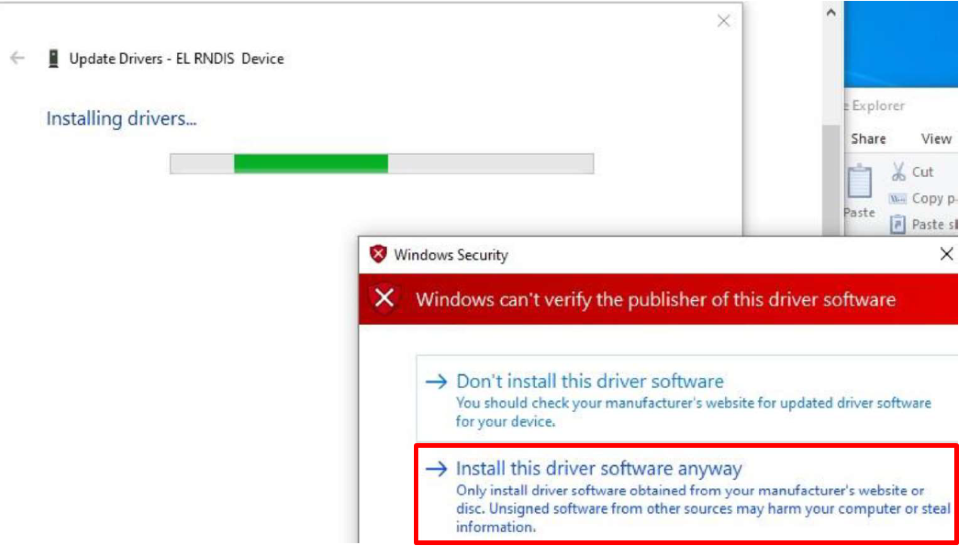 Update Drivers - EL RNDIS Device
Installing drivers...
Explorer
Share View
Cut
Copy
Paste
Paste
Windows Security
Windows can't verify the publisher of this driver software
Don't install this driver software
You should check your manufacturer's website for updated driver software
for your device.
Install this driver software anyway
Only install driver software obtained from your manufacturer's website or
disc. Unsigned software from other sources may harm your computer or steal
information.